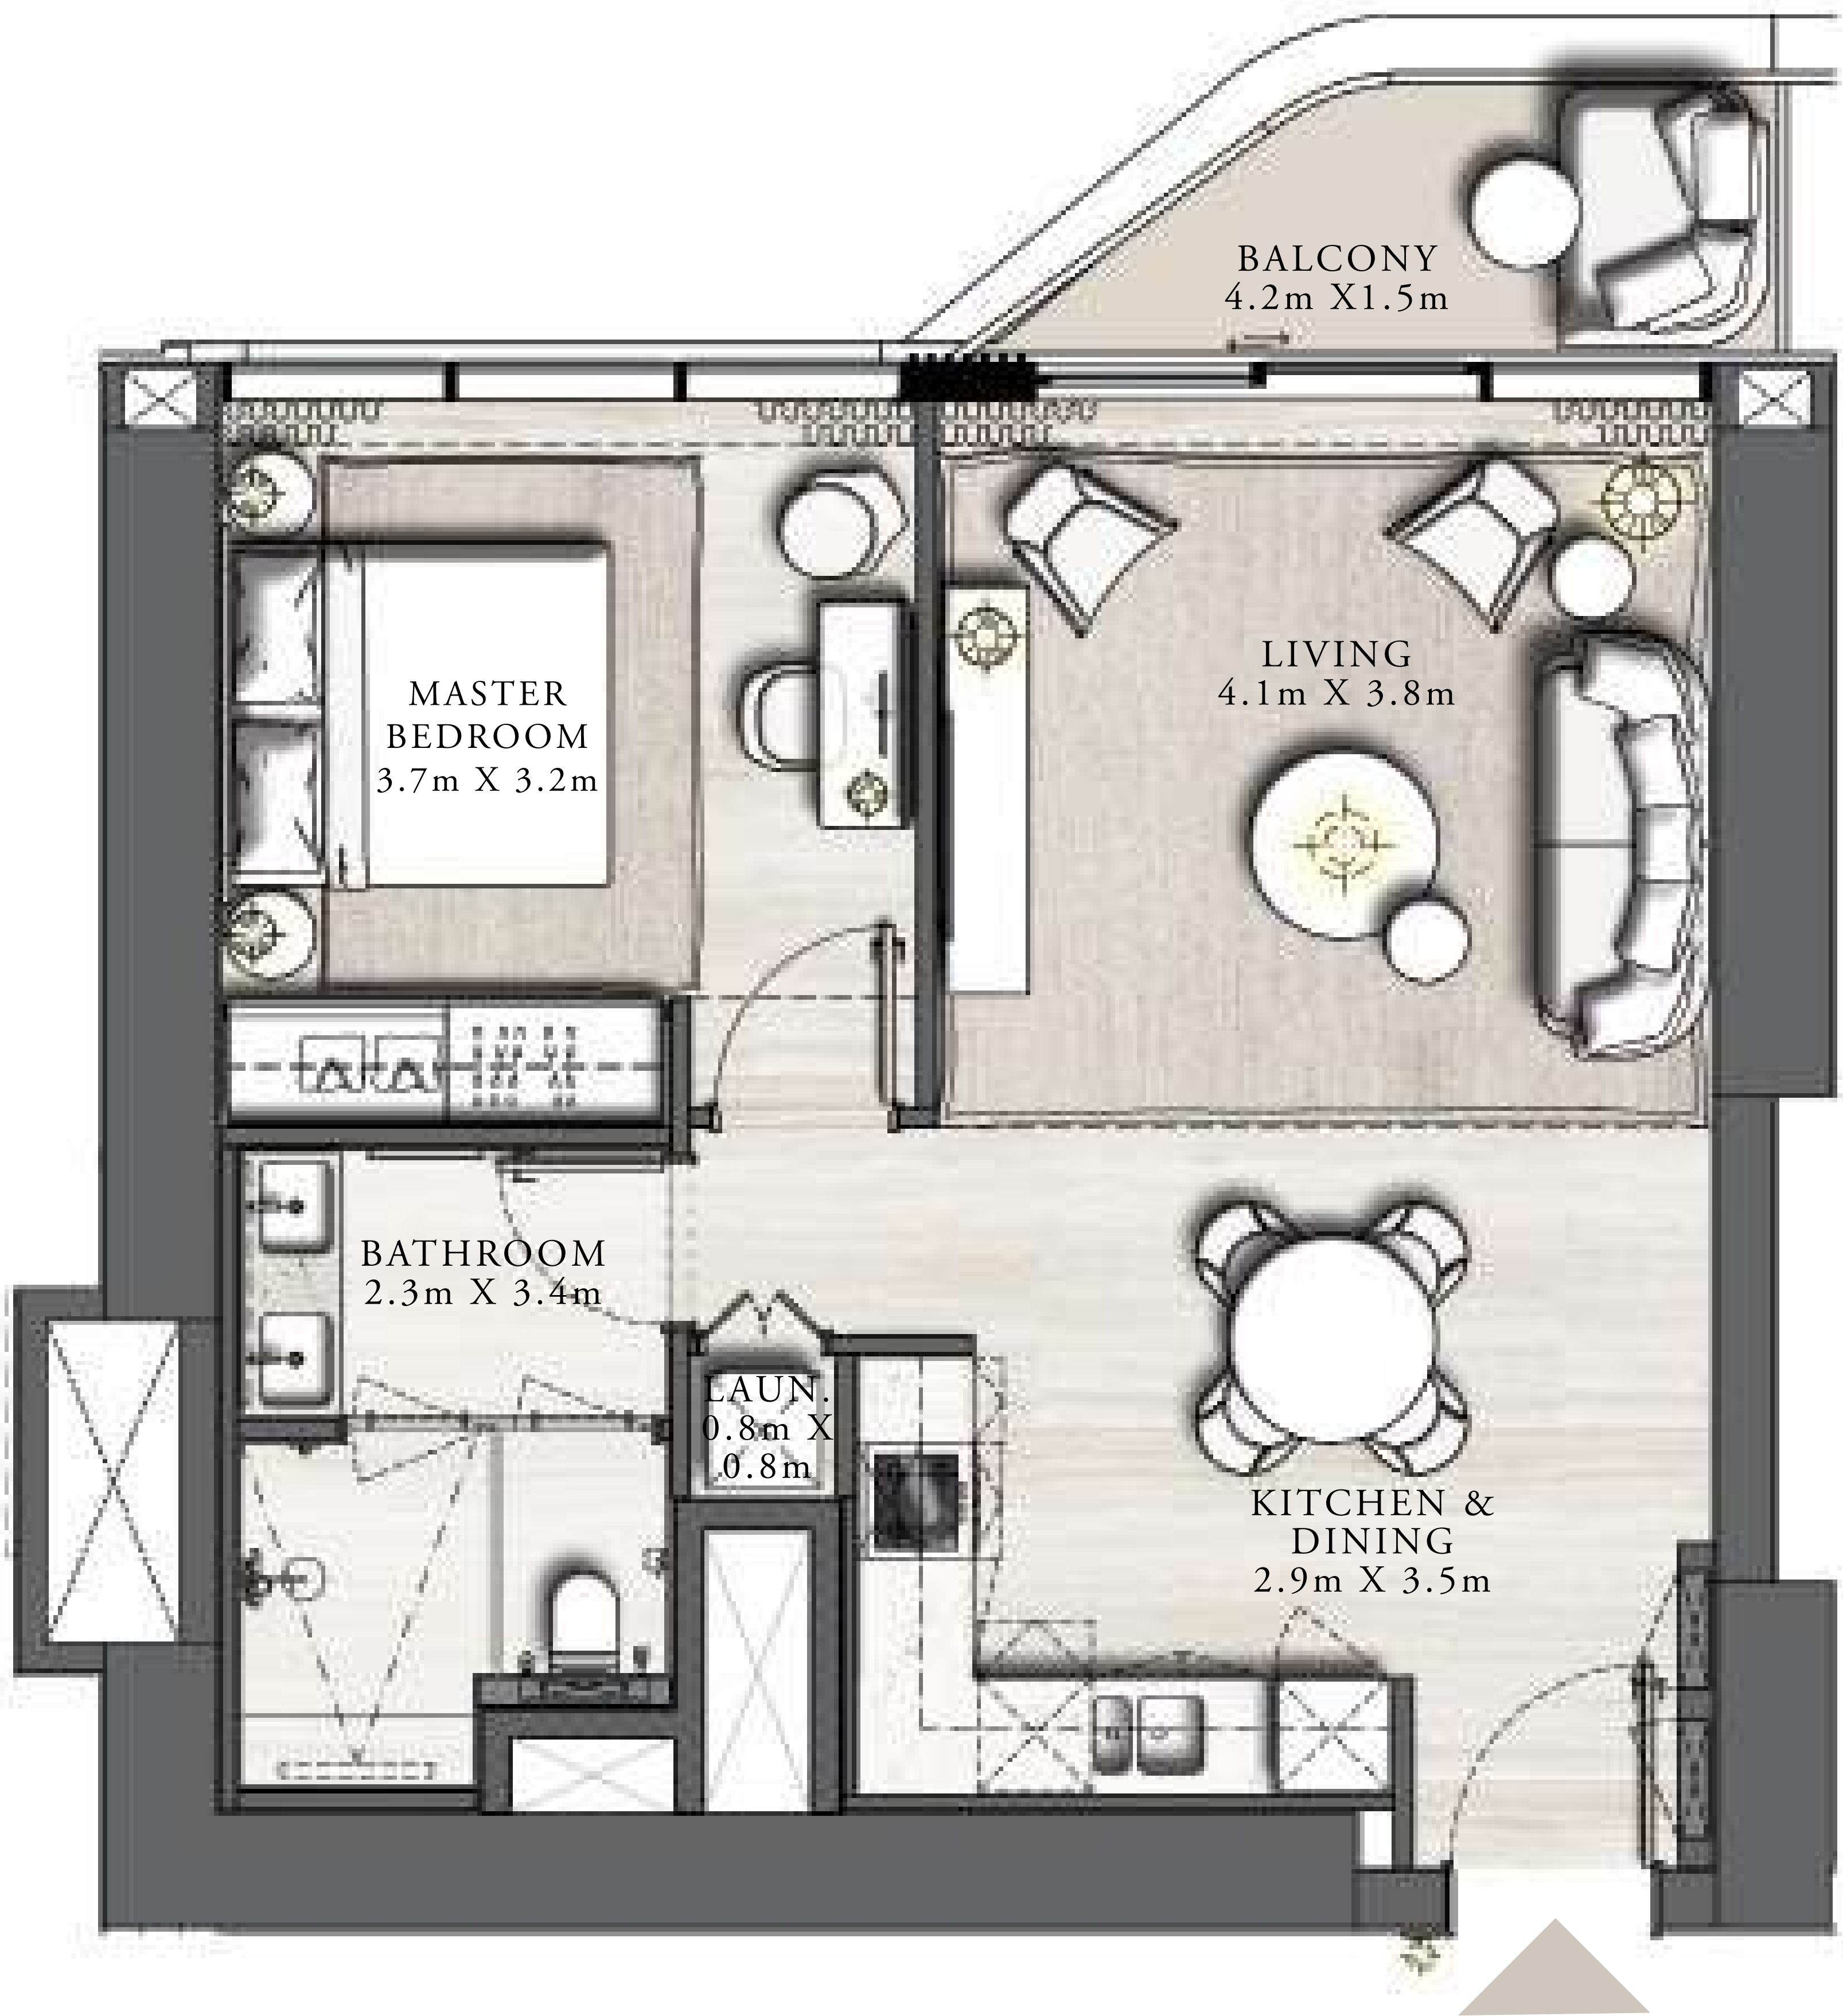 BALCONY
4.2m X1.5m
LIVING
4.1m X 3.8m
MASTER
BEDROOM
3.7m X 3.2m
BATHROOM
2.3m X 3.4m
LAUN.
0.8m X
0.8m
KITCHEN &
DINING
2.9m X 3.5m